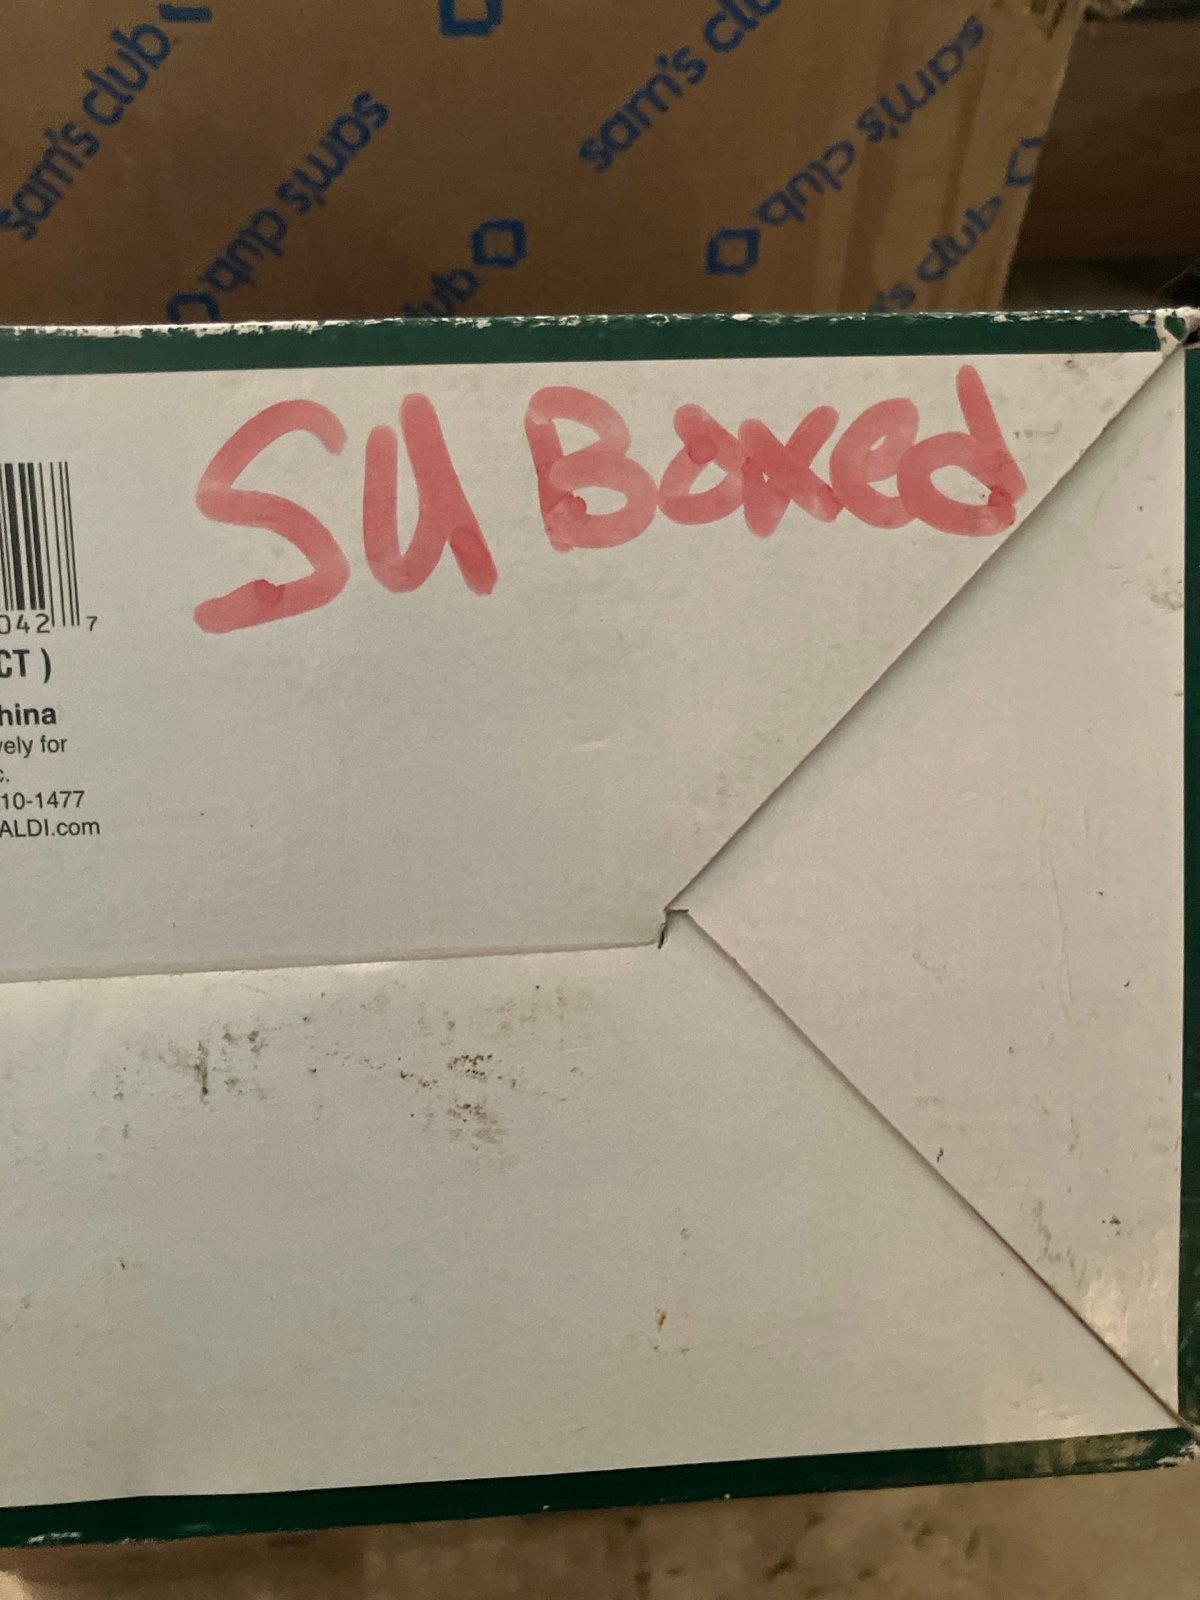 sam's club
sam's club
sam's club
sam's club
club
club
sam's
's club
SU Boxed
042 7
CT )
hina
vely for
c.
10-1477
ALDI.com